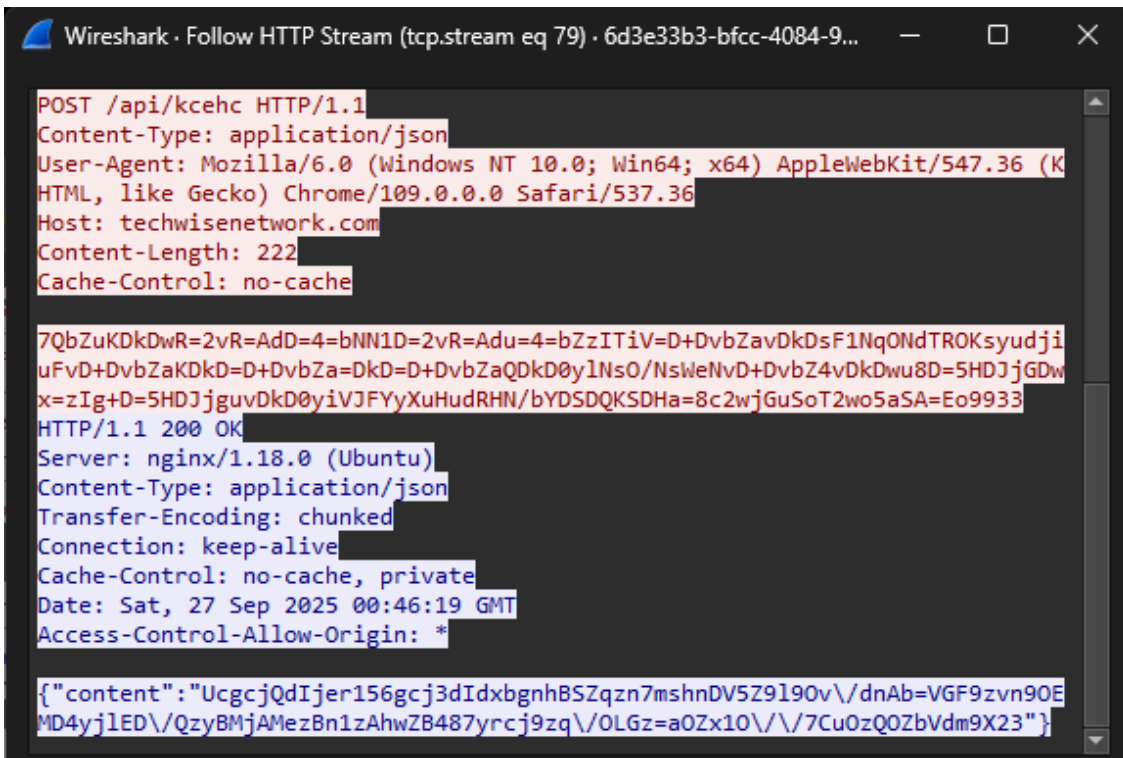 Wireshark · Follow HTTP Stream (tcp.stream eq 79) · 6d3e33b3-bfcc-4084-9...
POST /api/kcehc HTTP/1.1
Content-Type: application/json
User-Agent: Mozilla/6.0 (Windows NT 10.0; Win64; x64) AppleWebKit/547.36 (K
HTML, like Gecko) Chrome/109.0.0.0 Safari/537.36
Host: techwisenetwork.com
Content-Length: 222
Cache-Control: no-cache
7QbZuKDkDwR=2vR=AdD=4=bNN1D=2vR=Adu=4=bZzITiV=D+DvbZavDkDsF1NqONdTROKsyudji
uFvD+DvbZaKDkD=D+DvbZa=DkD=D+DvbZaQDkD0ylNsO/NsWeNvD+DvbZ4vDkDwu8D=5HDJjGDw
x=zIg+D=5HDJjguvDkD0yiVJFYyXuHudRHN/bYDSDQKSDHa=8c2wjGuSoT2wo5aSA=Eo9933
HTTP/1.1 200 OK
Server: nginx/1.18.0 (Ubuntu)
Content-Type: application/json
Transfer-Encoding: chunked
Connection: keep-alive
Cache-Control: no-cache, private
Date: Sat, 27 Sep 2025 00:46:19 GMT
Access-Control-Allow-Origin: *
{"content":"UcgcjQdIjer156gcj3dIdxbgnhBSZqzn7mshnDV5Z9l9Ov\/dnAb=VGF9zvn9OE
MD4yjlED\/QzyBMjAMezBn1zAhwZB487yrcj9zq\/OLGz=aOZx1O\/\/7CuOzQOZbVdm9X23"}